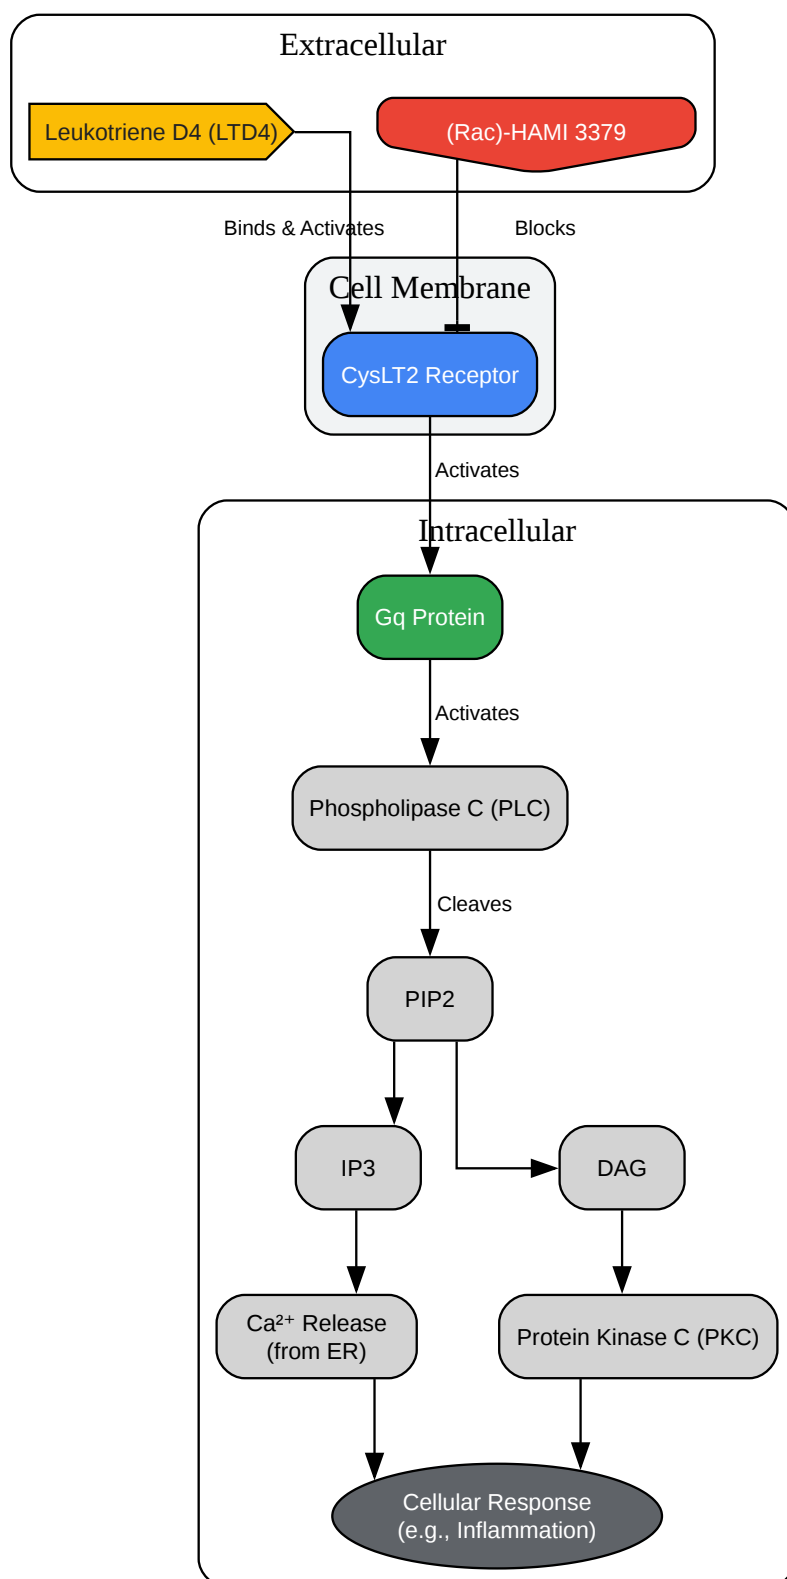 Extracellular
Leukotriene D4 (LTD4)
(Rac)-HAMI 3379
Binds & Activates
Blocks
Cell Membrane
CysLT2 Receptor
Activates
Intracellular
Gq Protein
Activates
Phospholipase C (PLC)
Cleaves
PIP2
IP3
DAG
Ca²⁺ Release
(from ER)
Protein Kinase C (PKC)
Cellular Response
(e.g., Inflammation)